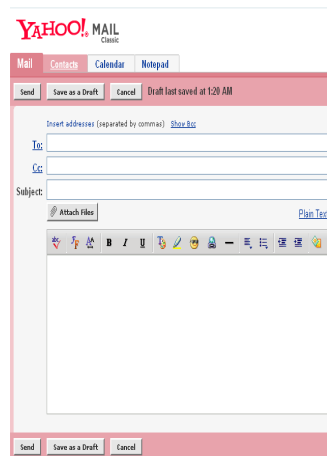 YAHOO! MAIL
Classic
Mail Contacts Calendar Notepad
Send Save as a Draft Cancel Draft last saved at 1:20 AM
Insert addresses (separated by commas) Show Bcc
To:
Cc:
Subject:
Attach Files Plain Text
B I U
Send Save as a Draft Cancel